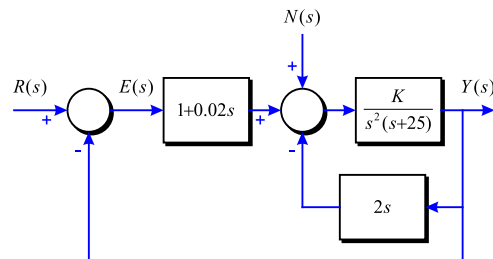 N(s)
R(s)
E(s)
Y(s)
+
+
+
-
-
1+0.02s
K
s²(s+25)
2s